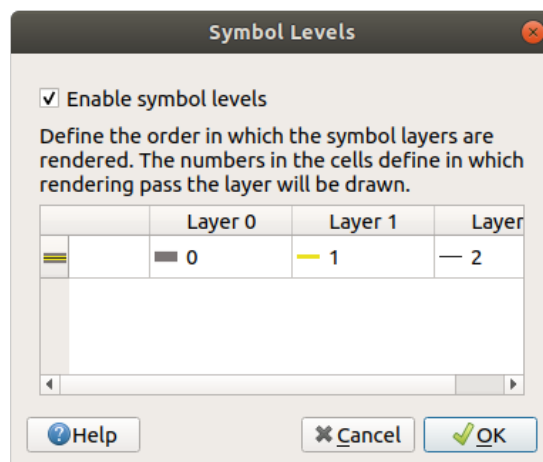 Symbol Levels
Enable symbol levels
Define the order in which the symbol layers are
rendered. The numbers in the cells define in which
rendering pass the layer will be drawn.
Layer 0 Layer 1 Layer
0 1 2
Help Cancel OK